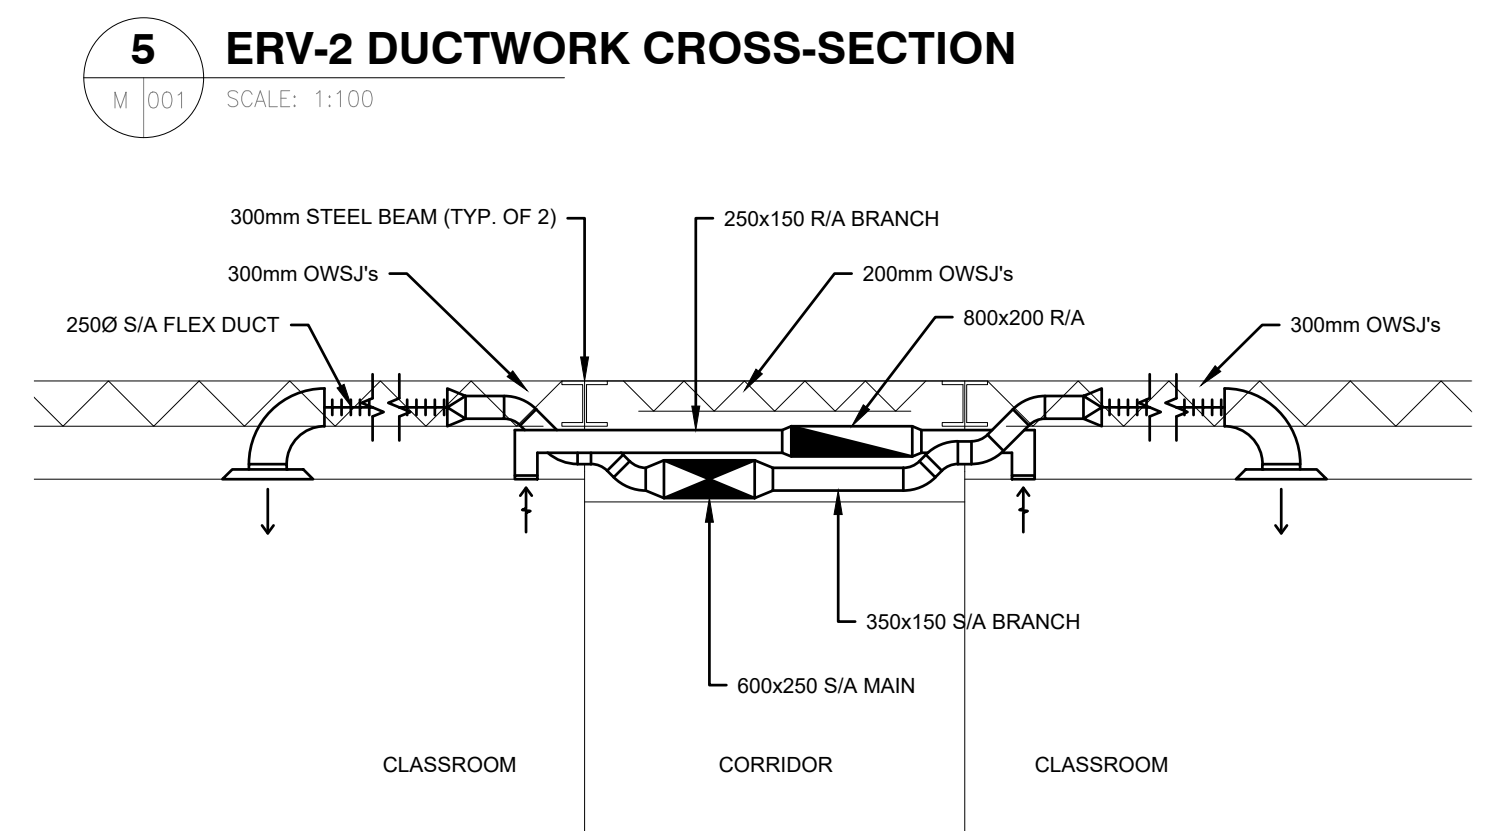 5
ERV-2 DUCTWORK CROSS-SECTION
M 001
SCALE: 1:100
300mm STEEL BEAM (TYP. OF 2)
250x150 R/A BRANCH
300mm OWSJ's
200mm OWSJ's
250Ø S/A FLEX DUCT
800x200 R/A
300mm OWSJ's
350x150 S/A BRANCH
600x250 S/A MAIN
CLASSROOM
CORRIDOR
CLASSROOM